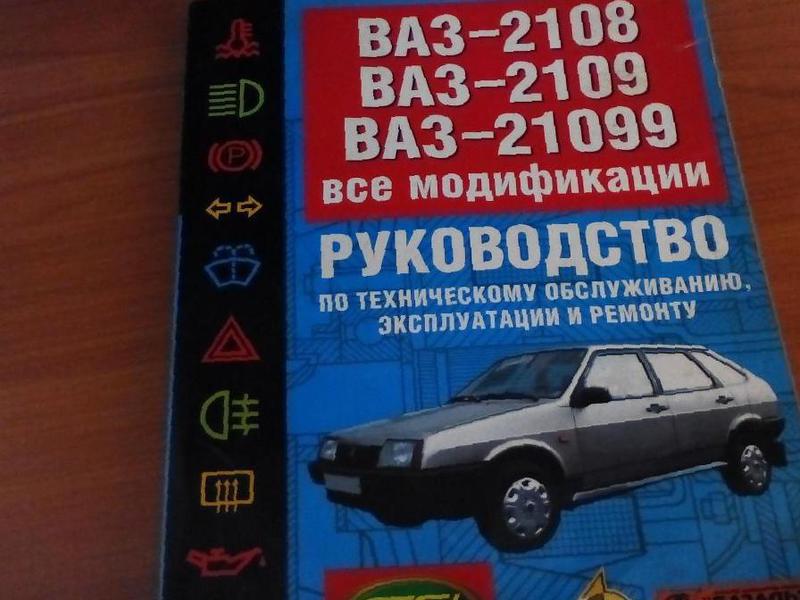 ВАЗ-2108
ВАЗ-2109
ВАЗ-21099
все модификации
РУКОВОДСТВО
ПО ТЕХНИЧЕСКОМУ ОБСЛУЖИВАНИЮ,
ЭКСПЛУАТАЦИИ И РЕМОНТУ
P